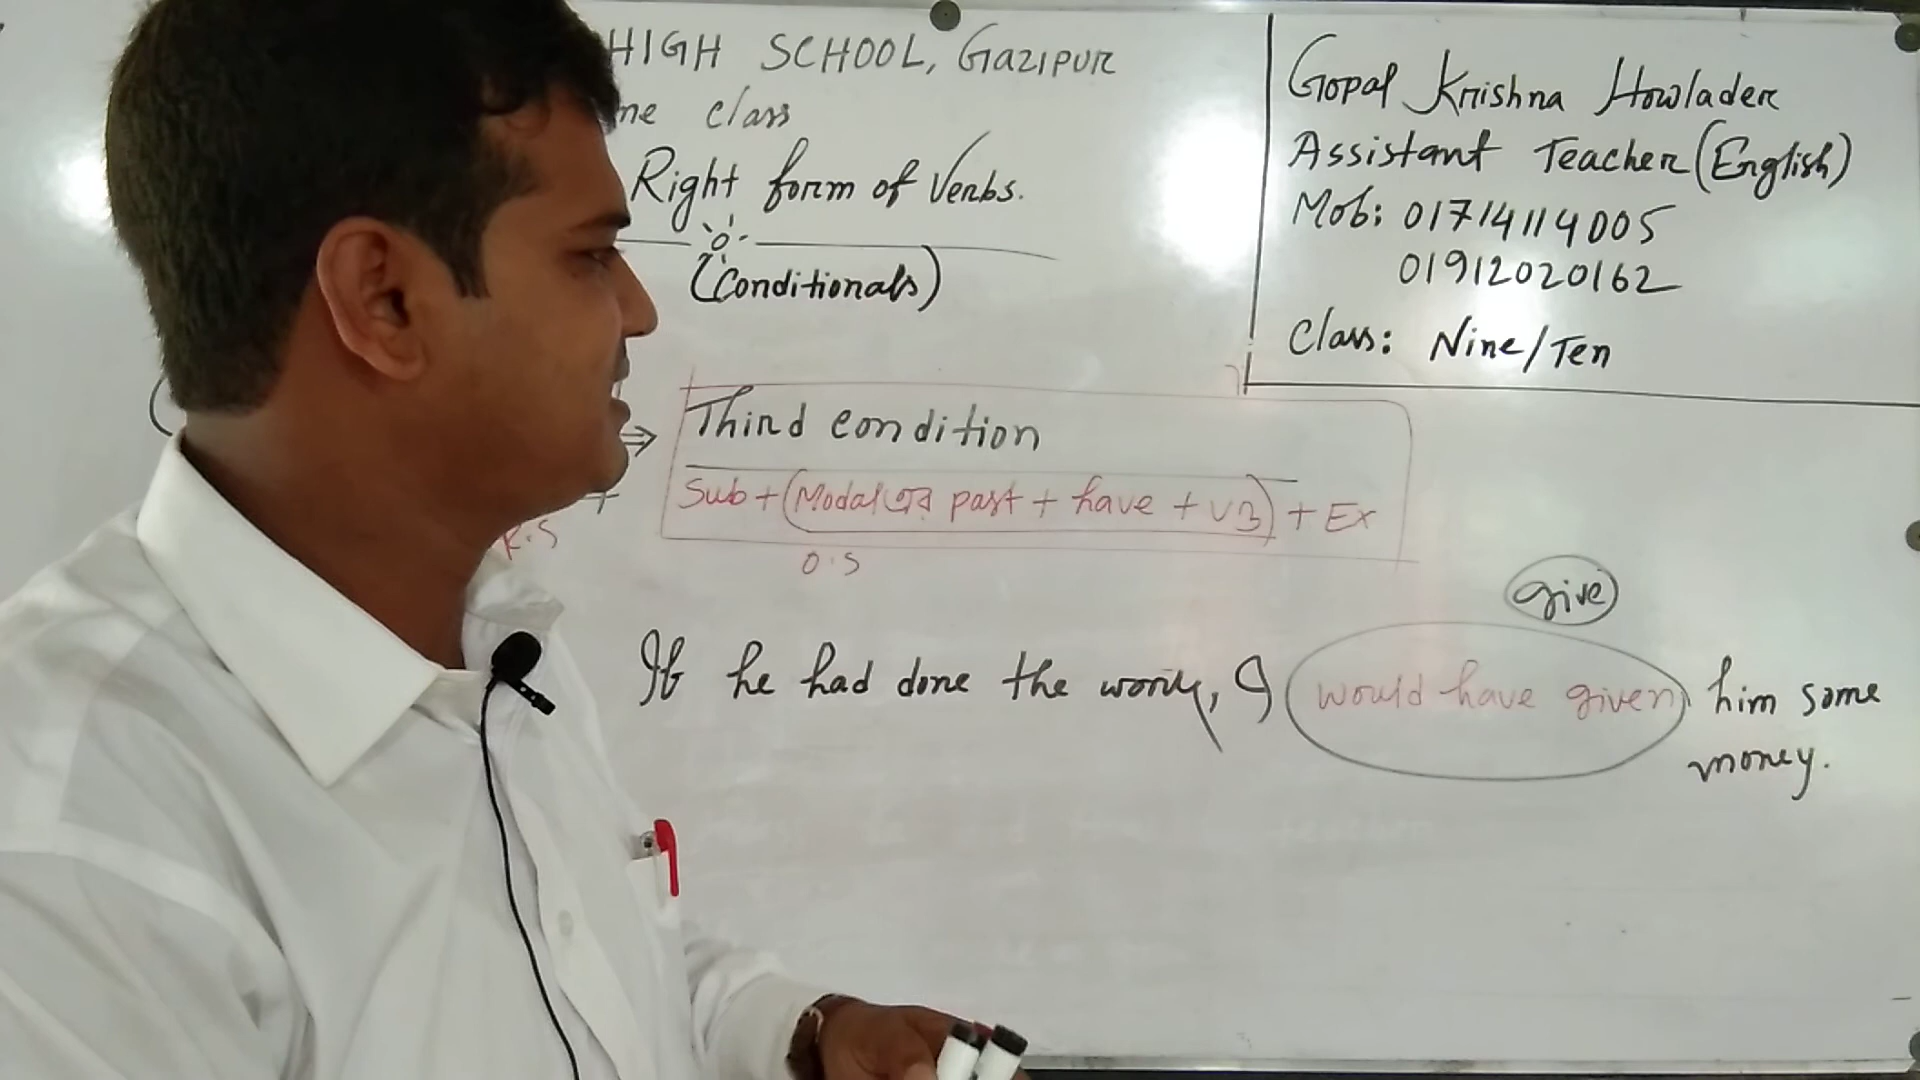 HIGH SCHOOL, GAZIPUR
ne class
Right form of Verbs.
(Conditionals)
Gopal Krishna Howlader
Assistant Teacher (English)
Mob: 01714114005
01912020162
Class: Nine/Ten
⇒ Third condition
Sub + (Modal এর past + have + V3) + Ex
+
R.S
O.S
give
If he had done the work, I would have given him some
money.